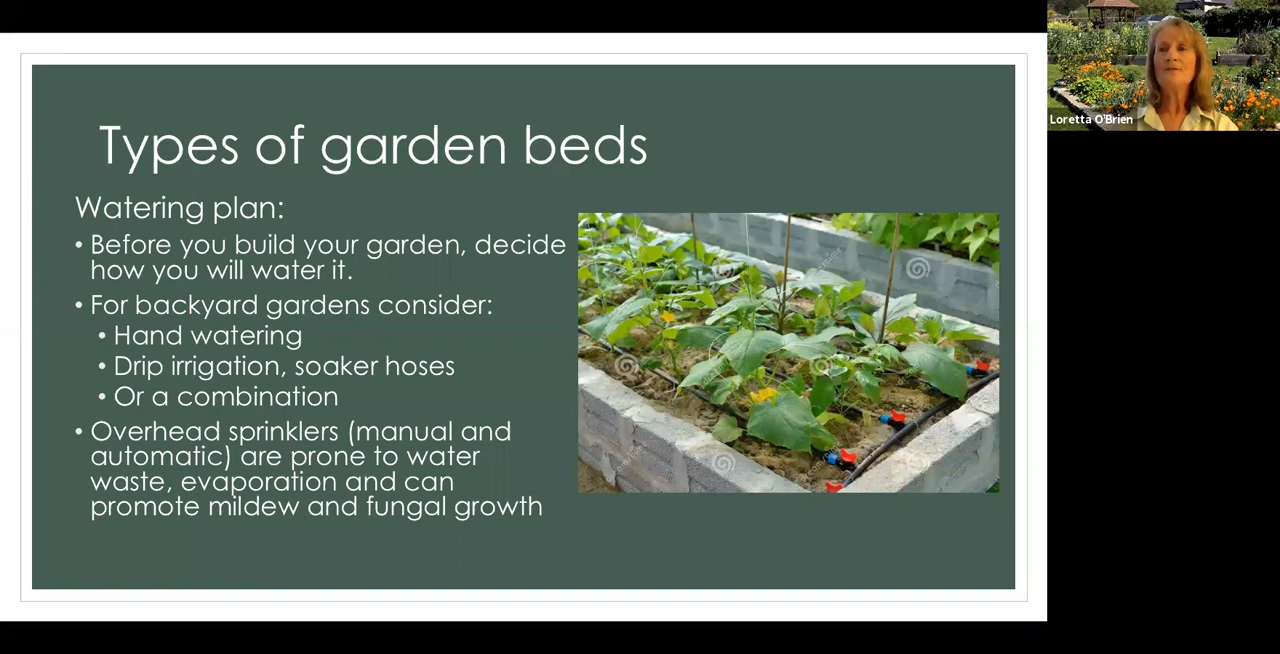 Types of garden beds
Watering plan:
• Before you build your garden, decide
how you will water it.
• For backyard gardens consider:
• Hand watering
• Drip irrigation, soaker hoses
• Or a combination
• Overhead sprinklers (manual and
automatic) are prone to water
waste, evaporation and can
promote mildew and fungal growth
Loretta O'Brien